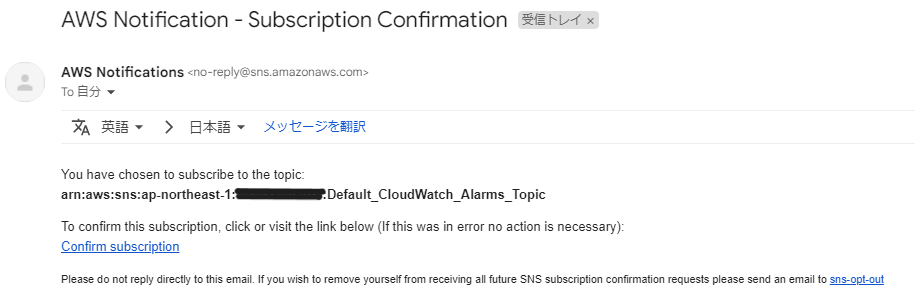 AWS Notification - Subscription Confirmation 受信トレイ ×
AWS Notifications <no-reply@sns.amazonaws.com>
To 自分
英語 日本語 メッセージを翻訳
You have chosen to subscribe to the topic:
arn:aws:sns:ap-northeast-1: :Default_CloudWatch_Alarms_Topic
To confirm this subscription, click or visit the link below (If this was in error no action is necessary):
Confirm subscription
Please do not reply directly to this email. If you wish to remove yourself from receiving all future SNS subscription confirmation requests please send an email to sns-opt-out